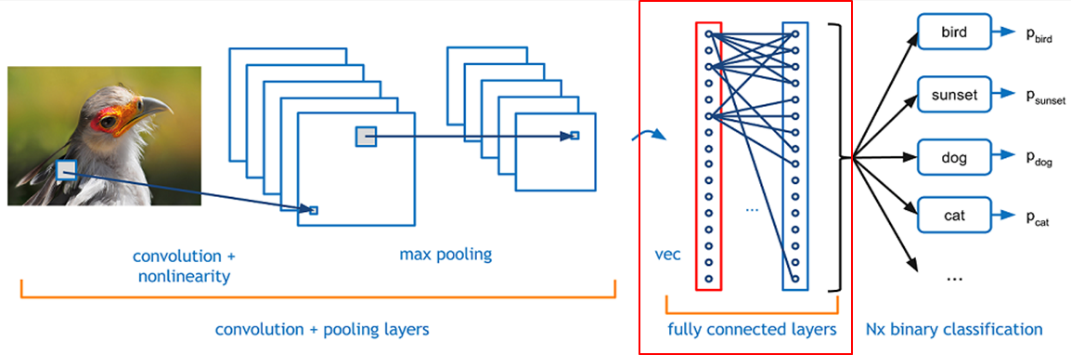 convolution +
nonlinearity
max pooling
convolution + pooling layers
vec
...
fully connected layers
bird
p_bird
sunset
p_sunset
dog
p_dog
cat
p_cat
...
Nx binary classification